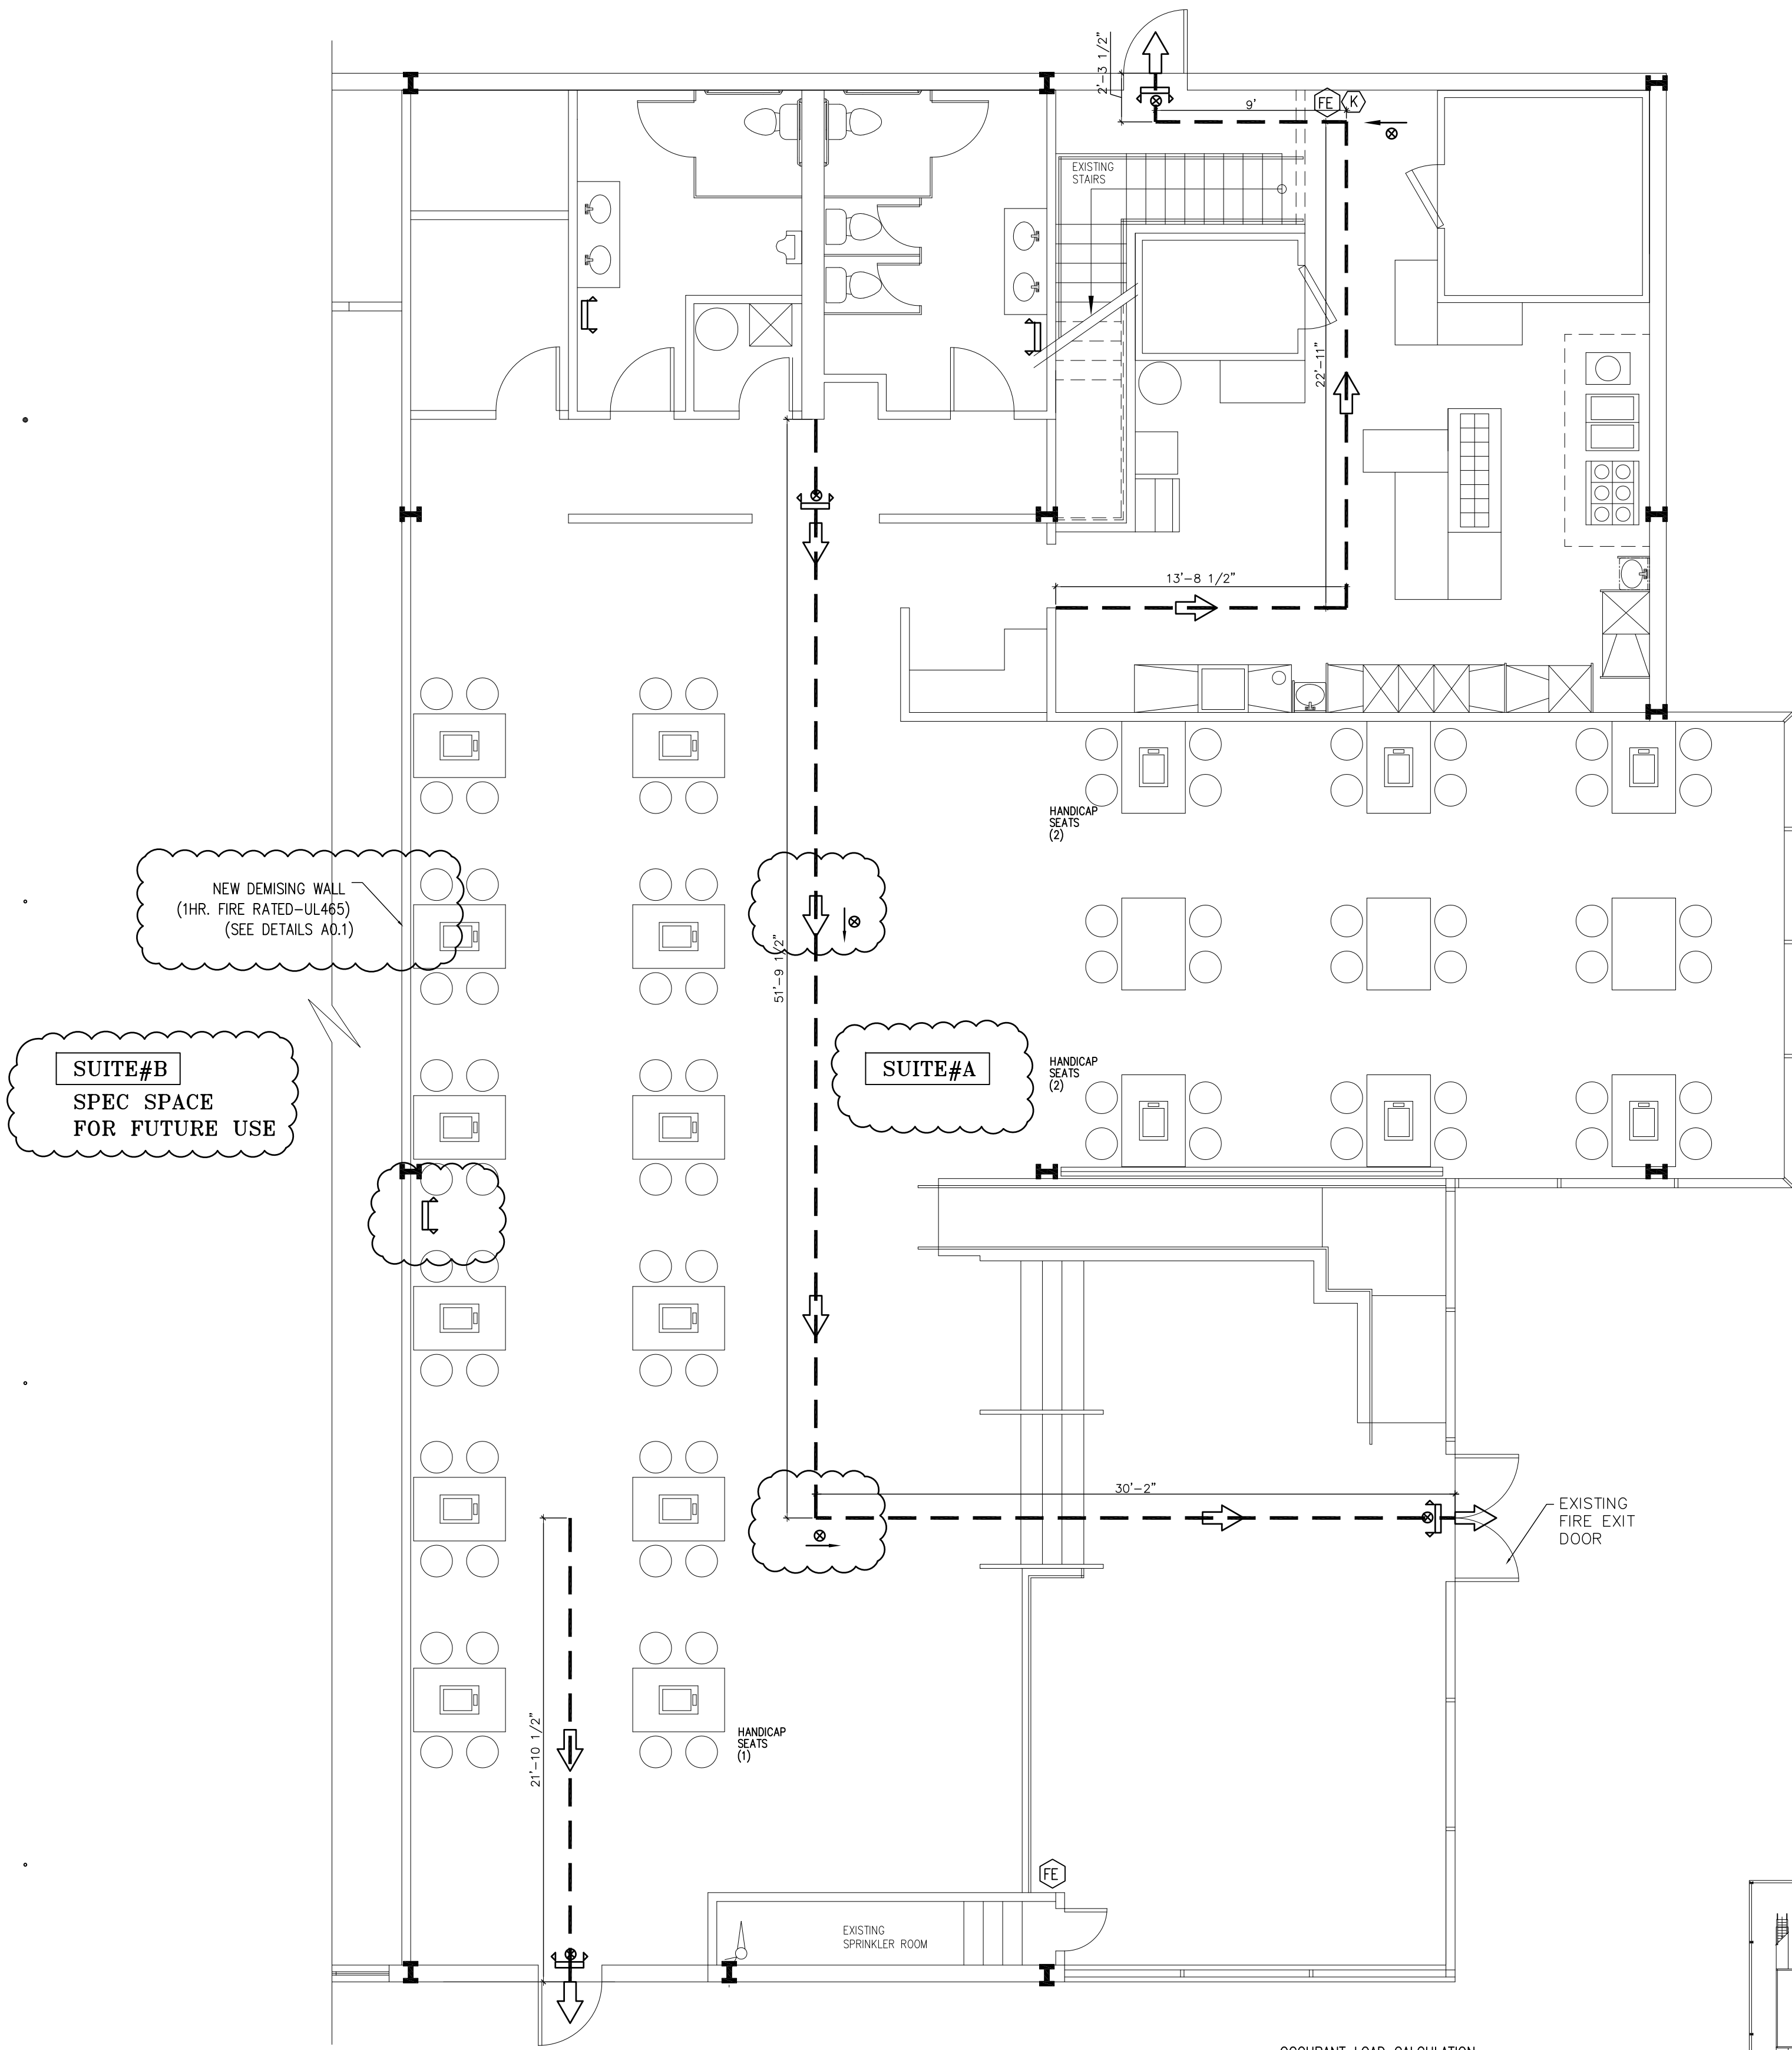 2'-3 1/2"
9'
FE
K
EXISTING
STAIRS
22'-11"
13'-8 1/2"
HANDICAP
SEATS
(2)
NEW DEMISING WALL
(1HR. FIRE RATED-UL465)
(SEE DETAILS A0.1)
51'-9 1/2"
SUITE#B
SPEC SPACE
FOR FUTURE USE
SUITE#A
HANDICAP
SEATS
(2)
30'-2"
EXISTING
FIRE EXIT
DOOR
21'-10 1/2"
HANDICAP
SEATS
(1)
FE
EXISTING
SPRINKLER ROOM
OCCUPANT LOAD CALCULATION